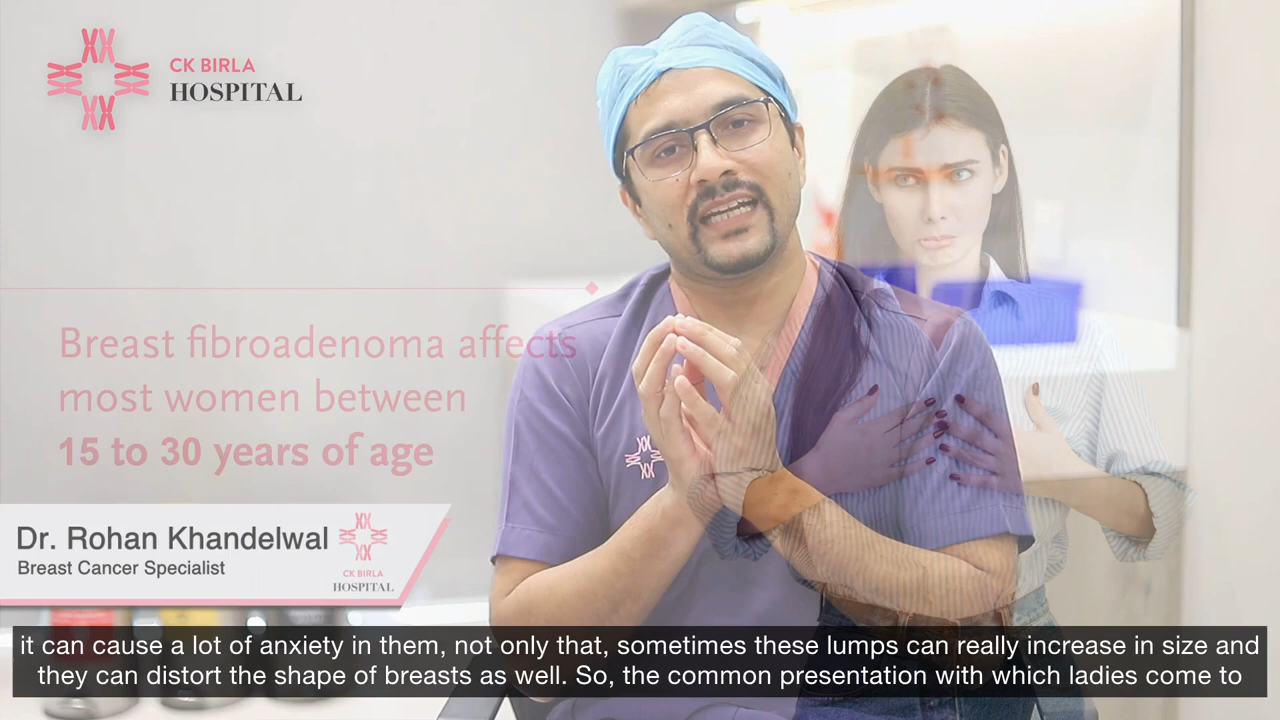 CK BIRLA
HOSPITAL
Breast fibroadenoma affects
most women between
15 to 30 years of age
Dr. Rohan Khandelwal
Breast Cancer Specialist
CK BIRLA
HOSPITAL
it can cause a lot of anxiety in them, not only that, sometimes these lumps can really increase in size and
they can distort the shape of breasts as well. So, the common presentation with which ladies come to